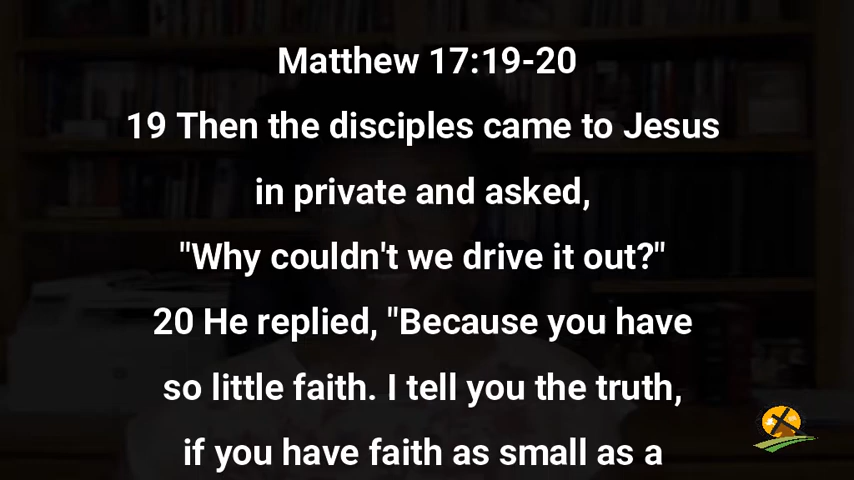 Matthew 17:19-20
19 Then the disciples came to Jesus
in private and asked,
"Why couldn't we drive it out?"
20 He replied, "Because you have
so little faith. I tell you the truth,
if you have faith as small as a